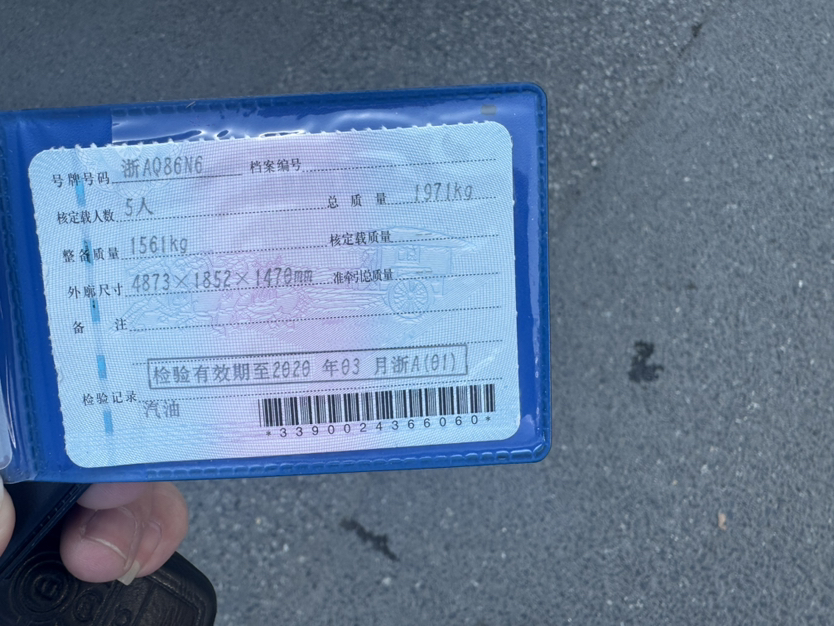 号牌号码 浙AQ86N6 档案编号
核定载人数 5人 总质量 1971kg
整备质量 1561kg 核定载质量
外廓尺寸 4873×1852×1470mm 准牵引总质量
备注
检验有效期至2020 年03 月浙A(01)
检验记录
汽油
*3390024366060*